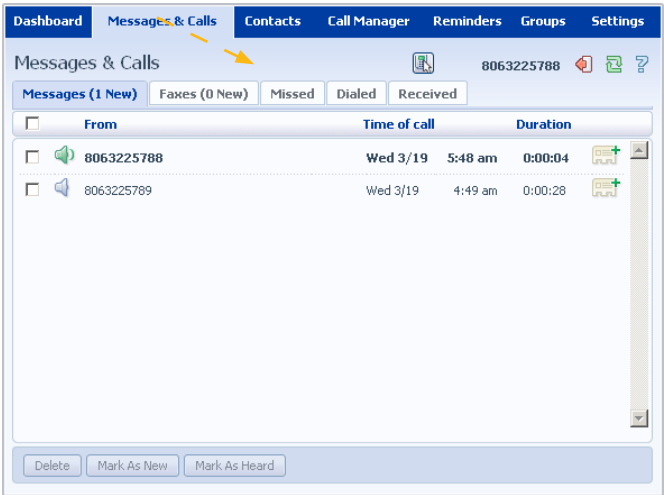 Dashboard Messages & Calls Contacts Call Manager Reminders Groups Settings
Messages & Calls 8063225788 ?
Messages (1 New) Faxes (0 New) Missed Dialed Received
From Time of call Duration
8063225788 Wed 3/19 5:48 am 0:00:04
8063225789 Wed 3/19 4:49 am 0:00:28
Delete Mark As New Mark As Heard